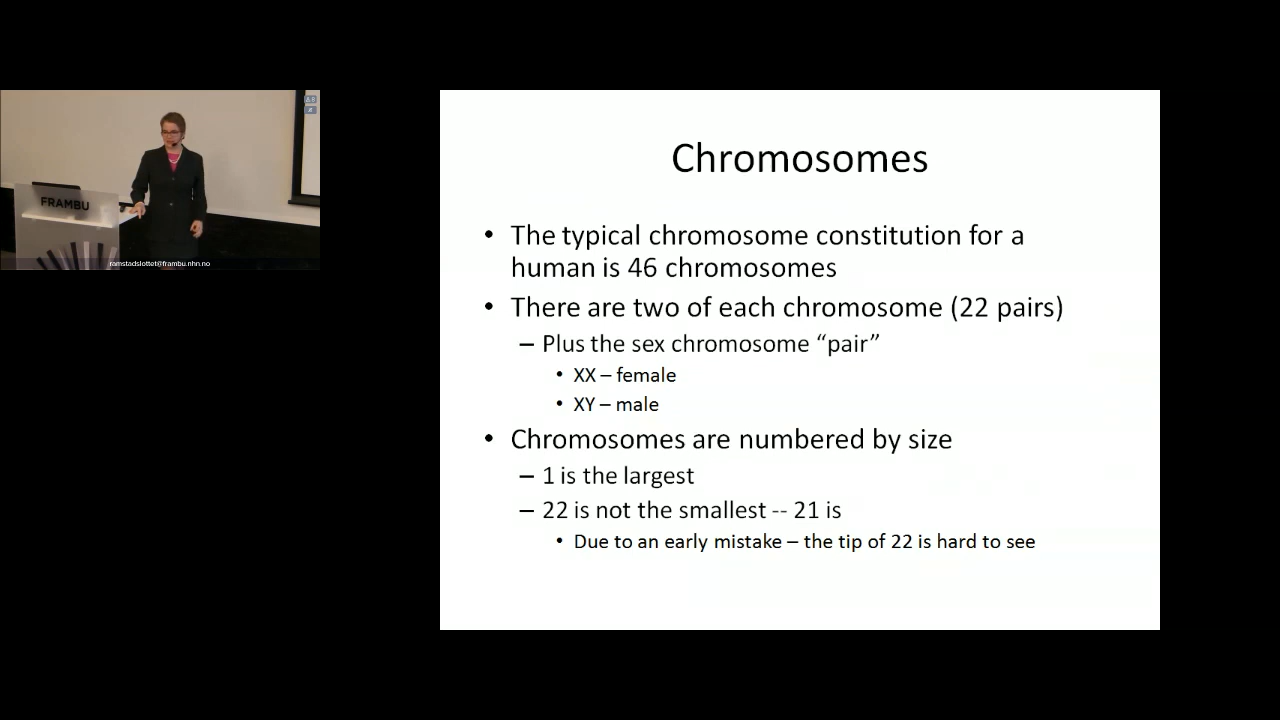 FRAMBU
ramstadslottet@frambu.nhn.no
Chromosomes
• The typical chromosome constitution for a
human is 46 chromosomes
• There are two of each chromosome (22 pairs)
– Plus the sex chromosome “pair”
• XX – female
• XY – male
• Chromosomes are numbered by size
– 1 is the largest
– 22 is not the smallest -- 21 is
• Due to an early mistake – the tip of 22 is hard to see